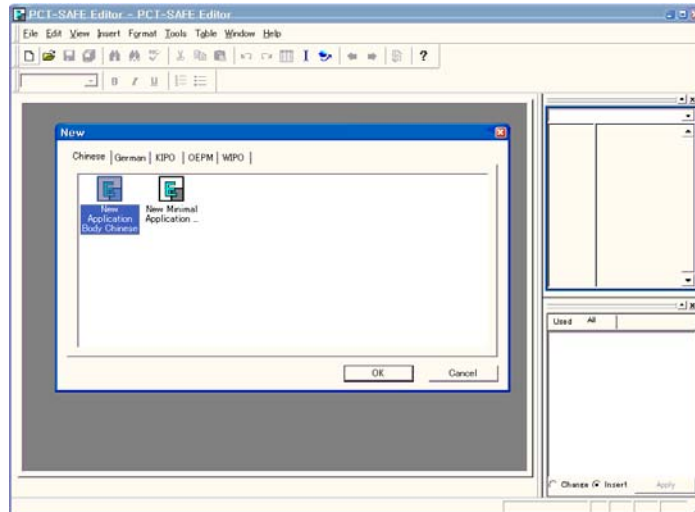 PCT-SAFE Editor - PCT-SAFE Editor
File Edit View Insert Format Tools Table Window Help
B I U
New
Chinese German KIPO OEPM WIPO
New Application Body Chinese
New Minimal Application ...
OK Cancel
Used All
Change Insert Apply